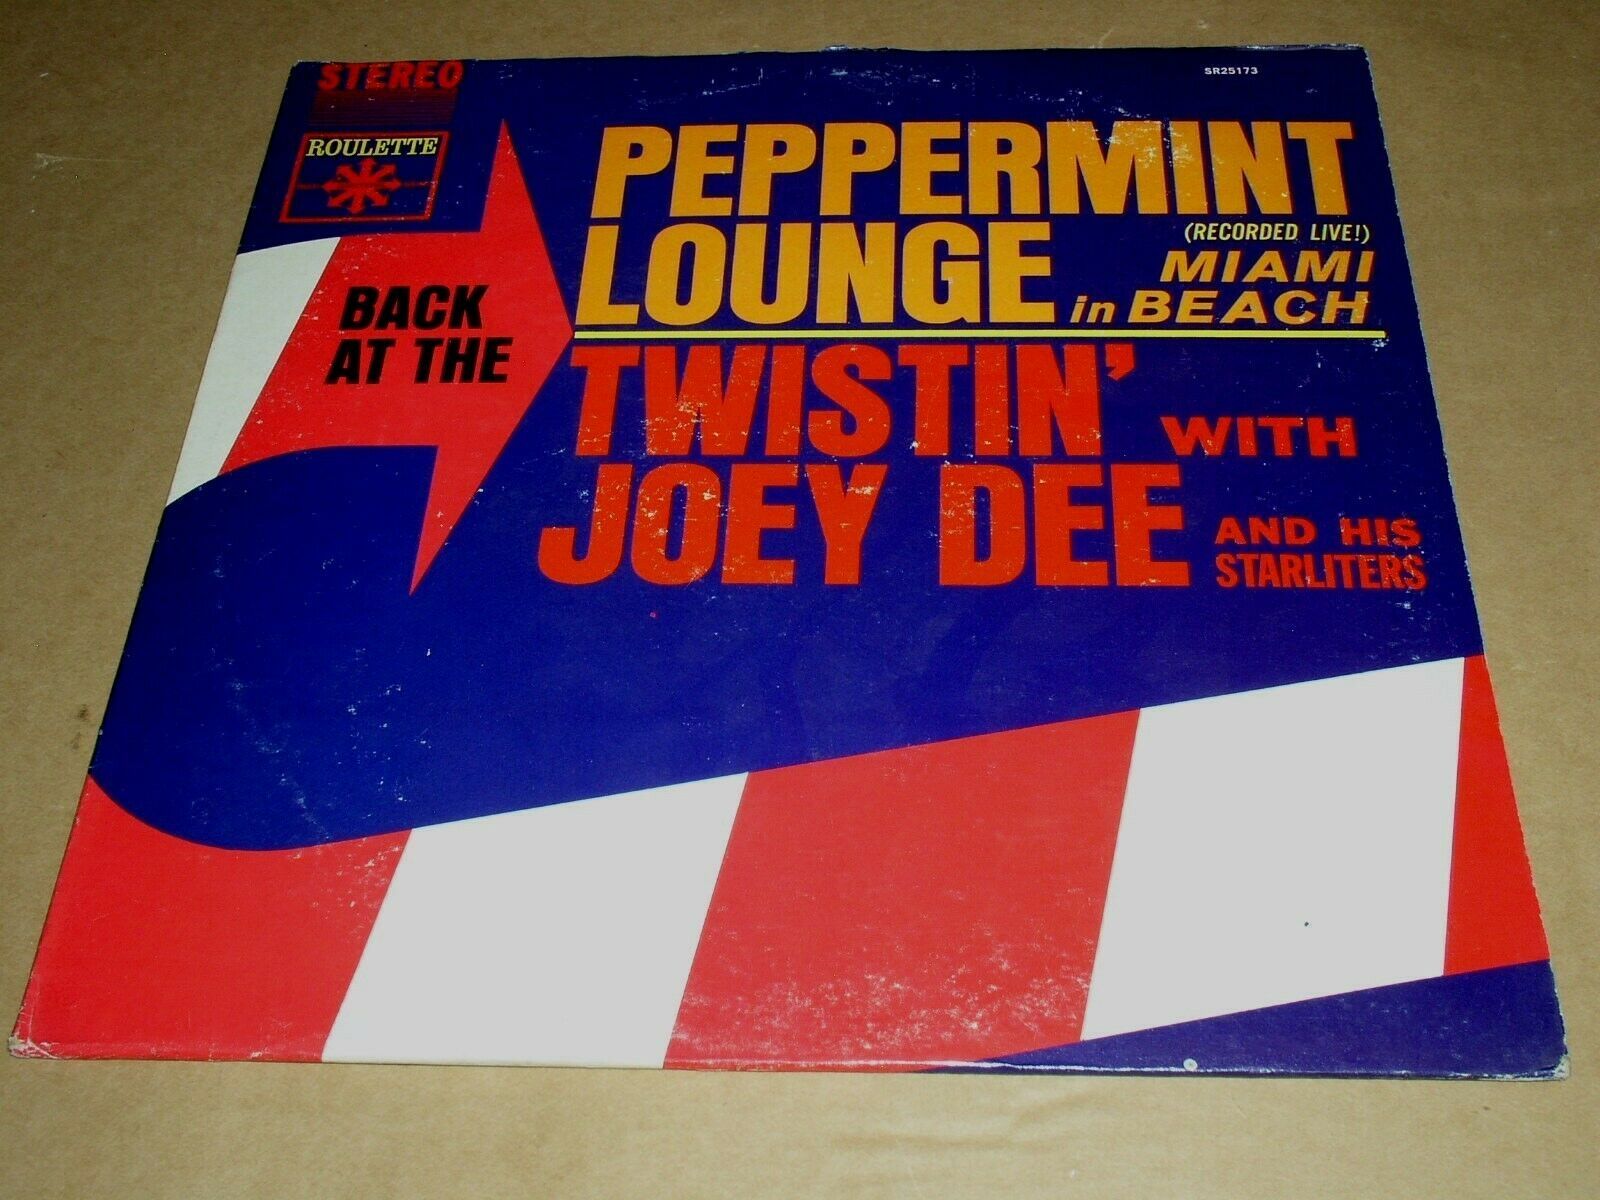 STEREO
SR25173
ROULETTE
BACK
AT THE
PEPPERMINT
LOUNGE
(RECORDED LIVE!)
MIAMI
in BEACH
TWISTIN' WITH
JOEY DEE
AND HIS
STARLITERS